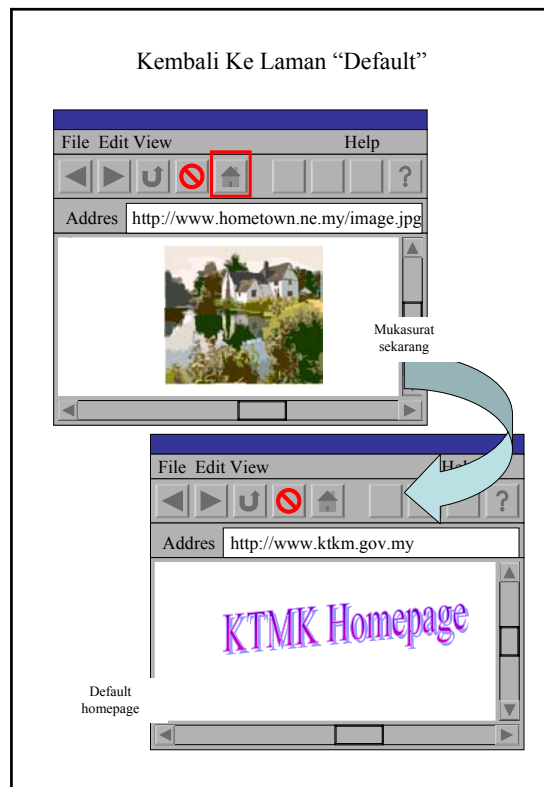 Kembali Ke Laman “Default”
File Edit View Help
?
Addres http://www.hometown.ne.my/image.jpg
Mukasurat
sekarang
File Edit View
?
Addres http://www.ktkm.gov.my
KTMK Homepage
Default
homepage